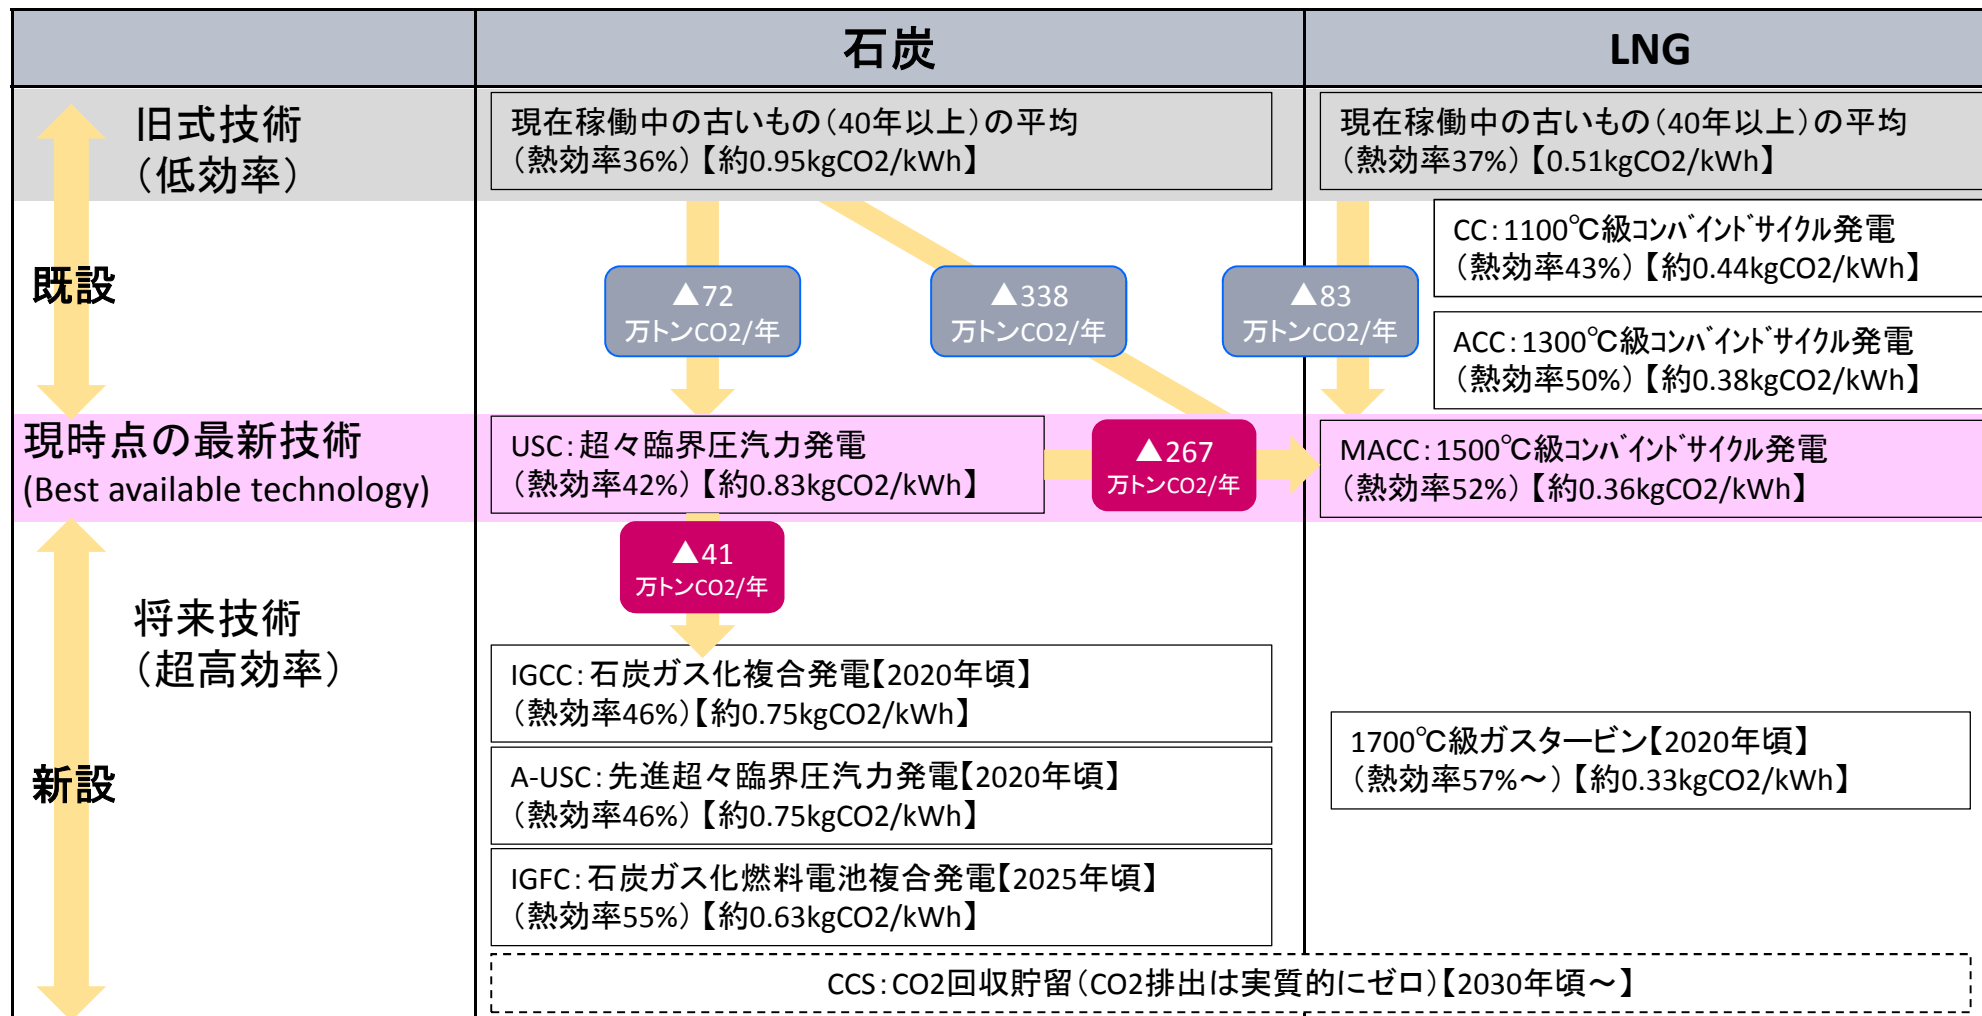 石炭
LNG
旧式技術
（低効率）
現在稼働中の古いもの（40年以上）の平均
（熱効率36%）【約0.95kgCO2/kWh】
現在稼働中の古いもの（40年以上）の平均
（熱効率37%）【0.51kgCO2/kWh】
既設
▲72
万トンCO2/年
▲338
万トンCO2/年
▲83
万トンCO2/年
CC：1100℃級ｺﾝﾊﾞｲﾝﾄﾞｻｲｸﾙ発電
（熱効率43%）【約0.44kgCO2/kWh】
ACC：1300℃級ｺﾝﾊﾞｲﾝﾄﾞｻｲｸﾙ発電
（熱効率50%）【約0.38kgCO2/kWh】
現時点の最新技術
(Best available technology)
USC：超々臨界圧汽力発電
（熱効率42%）【約0.83kgCO2/kWh】
▲267
万トンCO2/年
MACC：1500℃級ｺﾝﾊﾞｲﾝﾄﾞｻｲｸﾙ発電
（熱効率52%）【約0.36kgCO2/kWh】
▲41
万トンCO2/年
将来技術
（超高効率）
新設
IGCC：石炭ガス化複合発電【2020年頃】
（熱効率46%）【約0.75kgCO2/kWh】
A-USC：先進超々臨界圧汽力発電【2020年頃】
（熱効率46%）【約0.75kgCO2/kWh】
IGFC：石炭ガス化燃料電池複合発電【2025年頃】
（熱効率55%）【約0.63kgCO2/kWh】
1700℃級ガスタービン【2020年頃】
（熱効率57%～）【約0.33kgCO2/kWh】
CCS：CO2回収貯留（CO2排出は実質的にゼロ）【2030年頃～】